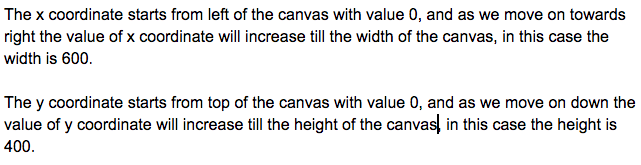 The x coordinate starts from left of the canvas with value 0, and as we move on towards
right the value of x coordinate will increase till the width of the canvas, in this case the
width is 600.
The y coordinate starts from top of the canvas with value 0, and as we move on down the
value of y coordinate will increase till the height of the canvas, in this case the height is
400.